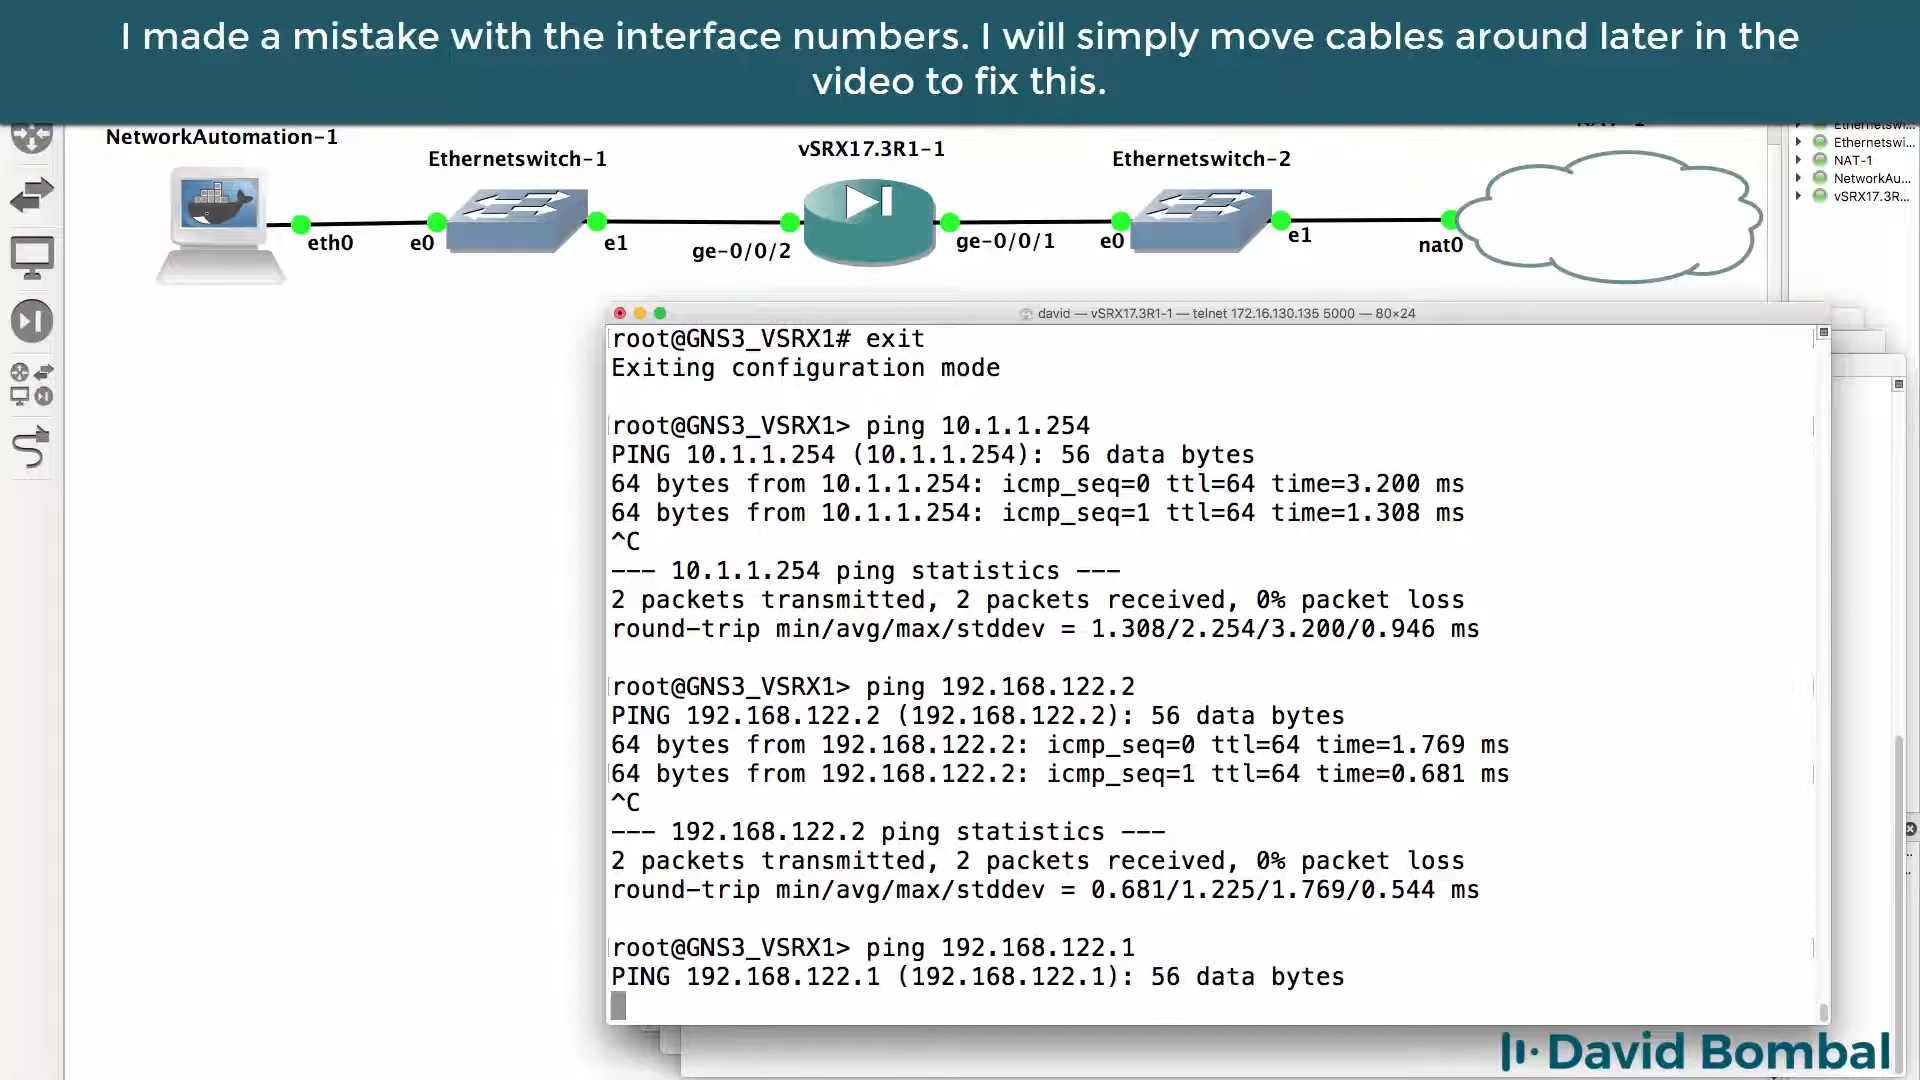 I made a mistake with the interface numbers. I will simply move cables around later in the
video to fix this.
NetworkAutomation-1
Ethernetswitch-1
vSRX17.3R1-1
Ethernetswitch-2
eth0
e0
e1
ge-0/0/2
ge-0/0/1
e0
e1
nat0
Ethernetswi...
Ethernetswi...
NAT-1
NetworkAu...
vSRX17.3R...
david — vSRX17.3R1-1 — telnet 172.16.130.135 5000 — 80×24
root@GNS3_VSRX1# exit
Exiting configuration mode
root@GNS3_VSRX1> ping 10.1.1.254
PING 10.1.1.254 (10.1.1.254): 56 data bytes
64 bytes from 10.1.1.254: icmp_seq=0 ttl=64 time=3.200 ms
64 bytes from 10.1.1.254: icmp_seq=1 ttl=64 time=1.308 ms
^C
--- 10.1.1.254 ping statistics ---
2 packets transmitted, 2 packets received, 0% packet loss
round-trip min/avg/max/stddev = 1.308/2.254/3.200/0.946 ms
root@GNS3_VSRX1> ping 192.168.122.2
PING 192.168.122.2 (192.168.122.2): 56 data bytes
64 bytes from 192.168.122.2: icmp_seq=0 ttl=64 time=1.769 ms
64 bytes from 192.168.122.2: icmp_seq=1 ttl=64 time=0.681 ms
^C
--- 192.168.122.2 ping statistics ---
2 packets transmitted, 2 packets received, 0% packet loss
round-trip min/avg/max/stddev = 0.681/1.225/1.769/0.544 ms
root@GNS3_VSRX1> ping 192.168.122.1
PING 192.168.122.1 (192.168.122.1): 56 data bytes
David Bombal